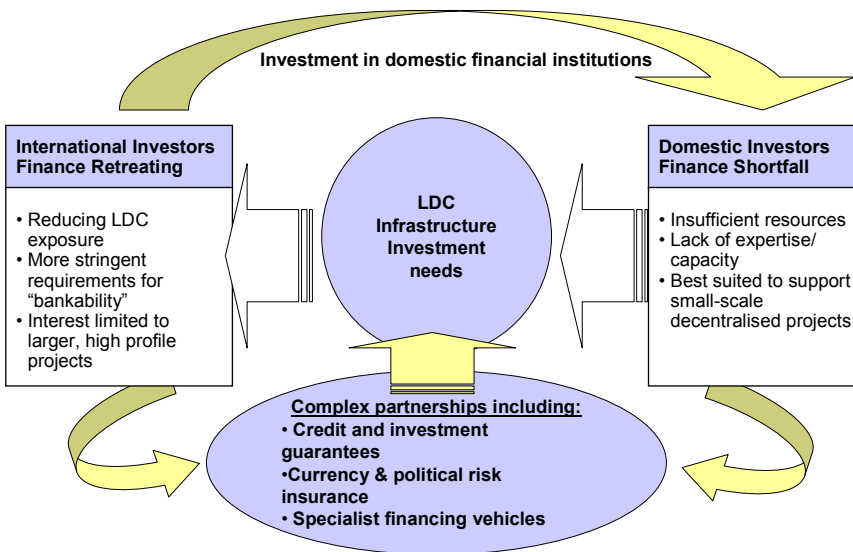 Investment in domestic financial institutions
International Investors
Finance Retreating
• Reducing LDC
exposure
• More stringent
requirements for
“bankability”
• Interest limited to
larger, high profile
projects
LDC
Infrastructure
Investment
needs
Domestic Investors
Finance Shortfall
• Insufficient resources
• Lack of expertise/
capacity
• Best suited to support
small-scale
decentralised projects
Complex partnerships including:
• Credit and investment
guarantees
•Currency & political risk
insurance
• Specialist financing vehicles